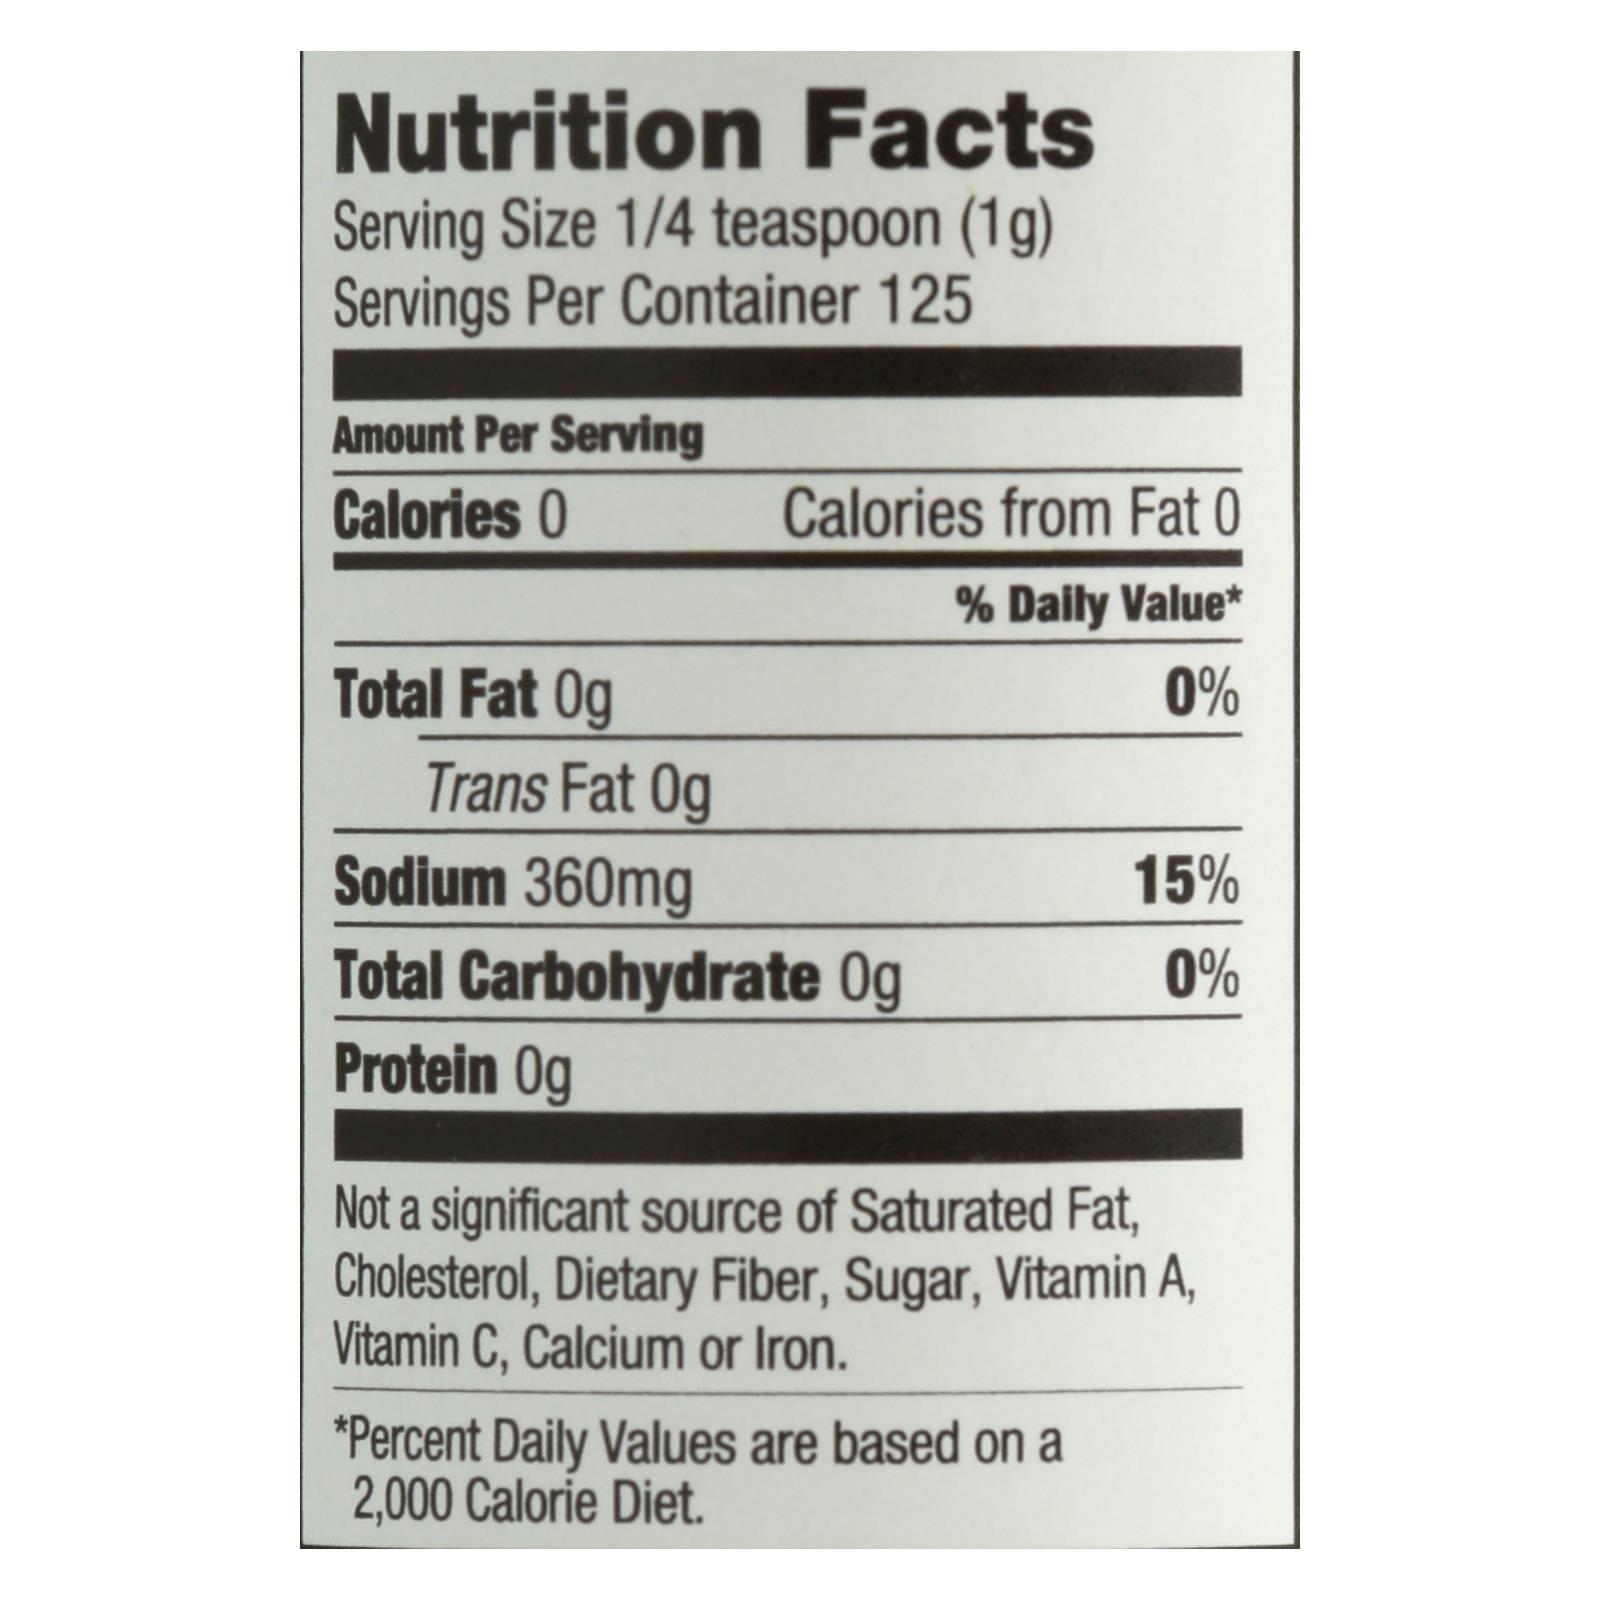 Nutrition Facts
Serving Size 1/4 teaspoon (1g)
Servings Per Container 125
Amount Per Serving
Calories 0 Calories from Fat 0
% Daily Value*
Total Fat 0g 0%
Trans Fat 0g
Sodium 360mg 15%
Total Carbohydrate 0g 0%
Protein 0g
Not a significant source of Saturated Fat,
Cholesterol, Dietary Fiber, Sugar, Vitamin A,
Vitamin C, Calcium or Iron.
*Percent Daily Values are based on a
2,000 Calorie Diet.